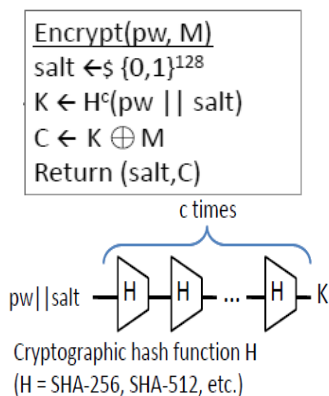 Encrypt(pw, M)
salt ←$ {0,1}¹²⁸
K ← Hᶜ(pw || salt)
C ← K ⊕ M
Return (salt,C)
c times
pw||salt H H ... H K
Cryptographic hash function H
(H = SHA-256, SHA-512, etc.)